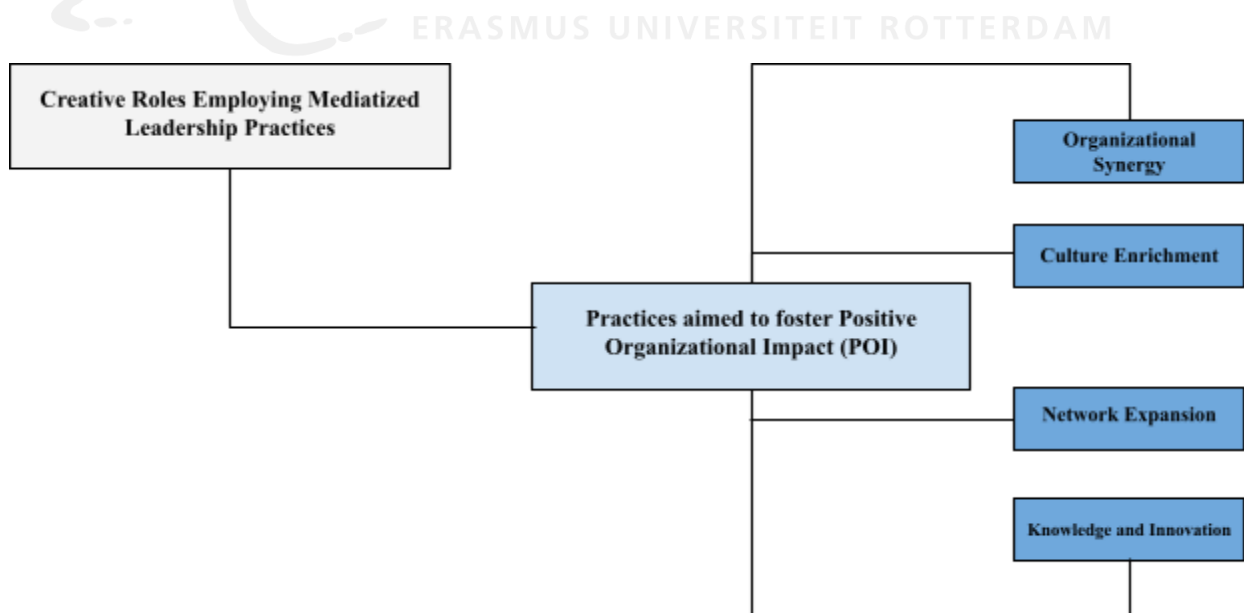 ERASMUS UNIVERSITEIT ROTTERDAM
Creative Roles Employing Mediatized
Leadership Practices
Organizational
Synergy
Culture Enrichment
Practices aimed to foster Positive
Organizational Impact (POI)
Network Expansion
Knowledge and Innovation